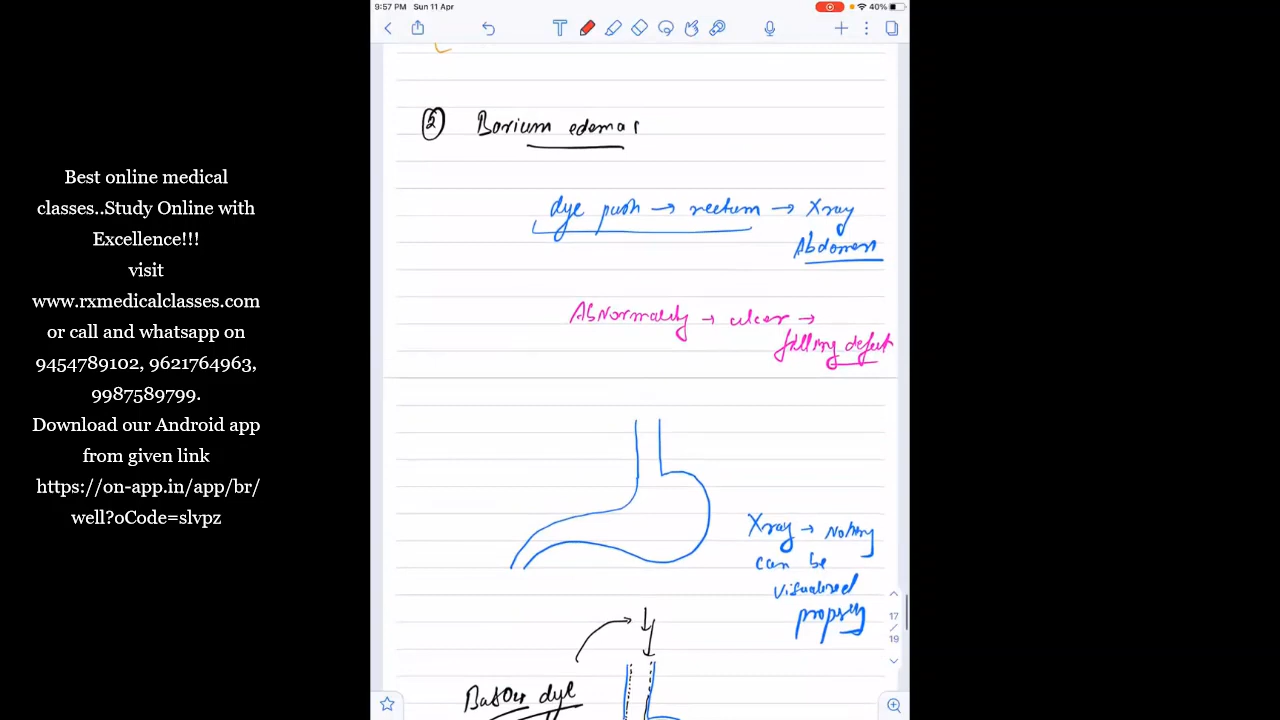 9:57 PM Sun 11 Apr
40%
T
② Barium edema
dye push → rectum → Xray
Abdomen
AbNormality → ulcer →
filling defect
Xray → Nothing
can be
visualized
properly
17
19
dye
Best online medical
classes..Study Online with
Excellence!!!
visit
www.rxmedicalclasses.com
or call and whatsapp on
9454789102, 9621764963,
9987589799.
Download our Android app
from given link
https://on-app.in/app/br/
well?oCode=slvpz